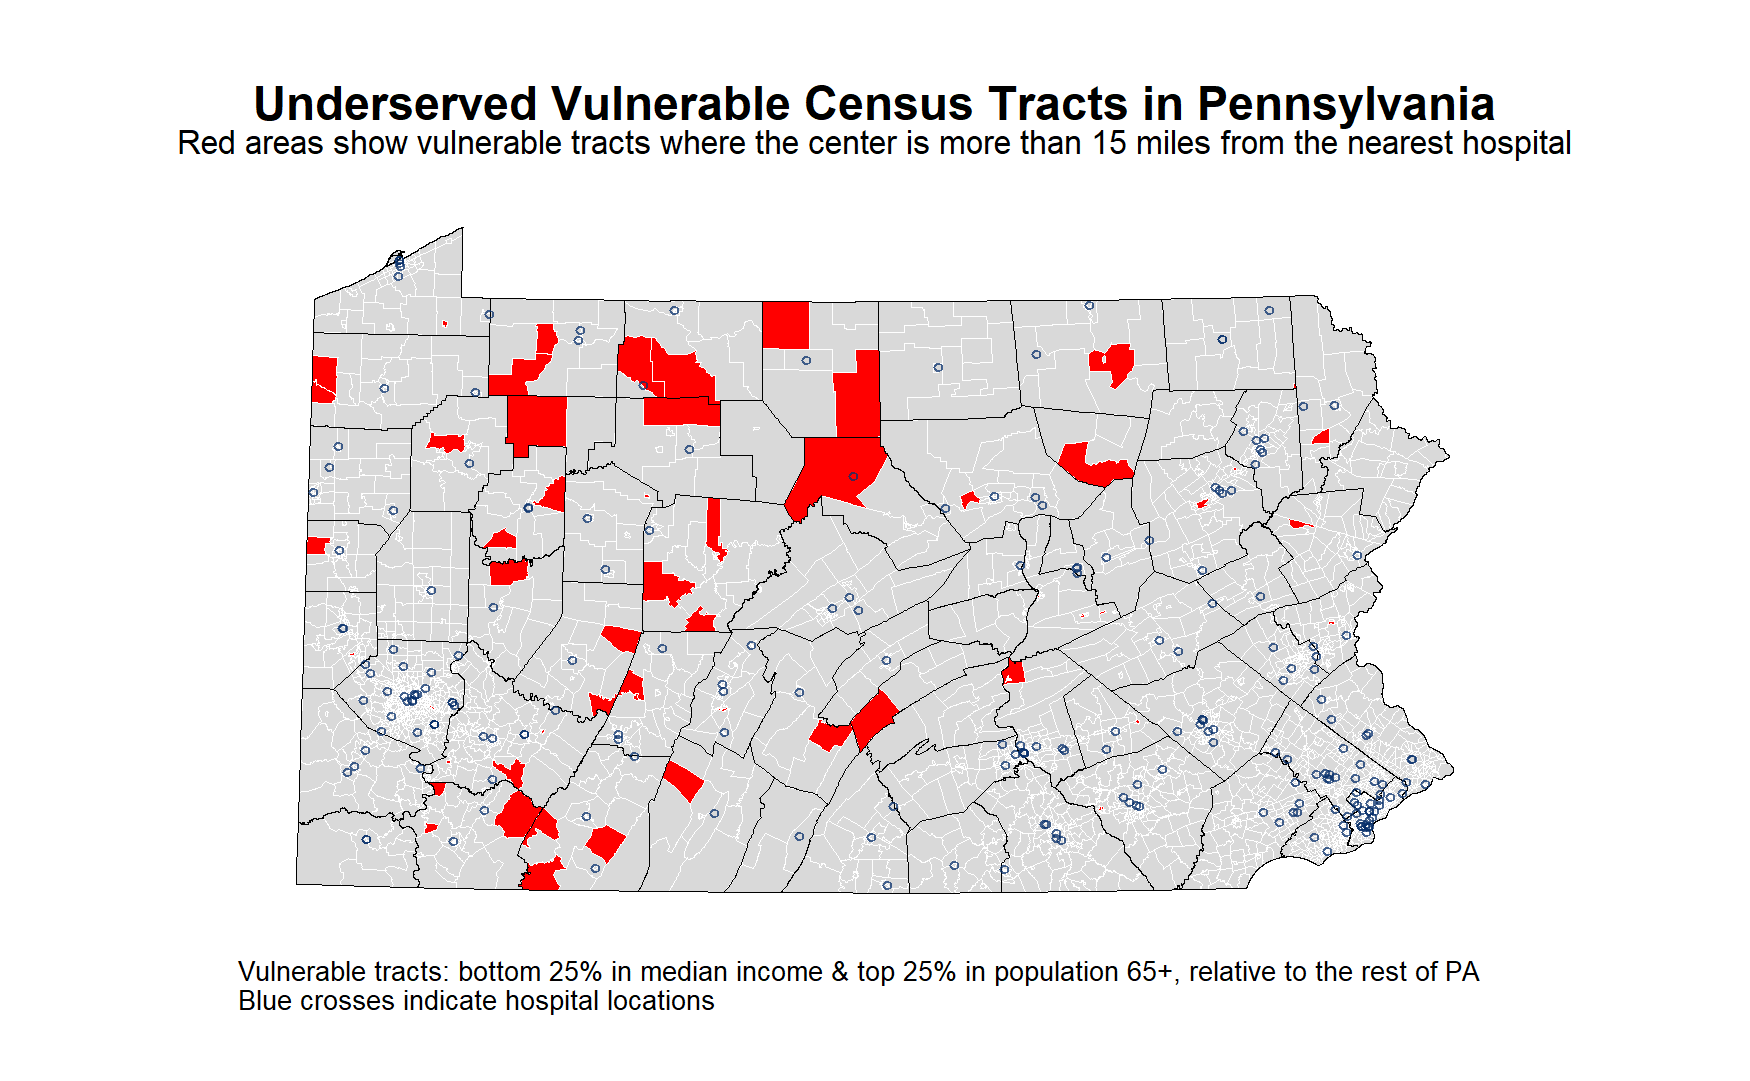 Underserved Vulnerable Census Tracts in Pennsylvania
Red areas show vulnerable tracts where the center is more than 15 miles from the nearest hospital
Vulnerable tracts: bottom 25% in median income & top 25% in population 65+, relative to the rest of PA
Blue crosses indicate hospital locations